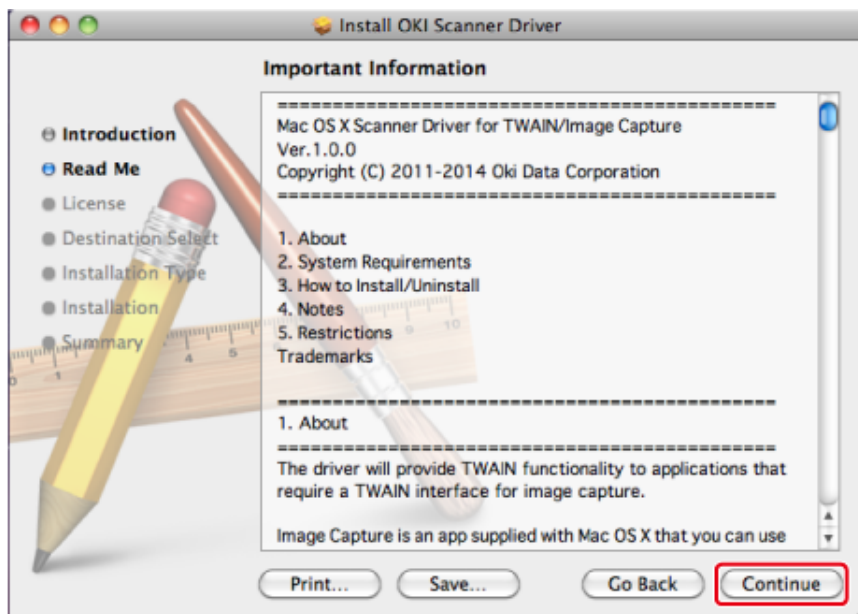 Install OKI Scanner Driver
Important Information
Introduction
Read Me
License
Destination Select
Installation Type
Installation
Summary
==================================================
Mac OS X Scanner Driver for TWAIN/Image Capture
Ver.1.0.0
Copyright (C) 2011-2014 Oki Data Corporation
==================================================
1. About
2. System Requirements
3. How to Install/Uninstall
4. Notes
5. Restrictions
Trademarks
==================================================
1. About
==================================================
The driver will provide TWAIN functionality to applications that
require a TWAIN interface for image capture.
Image Capture is an app supplied with Mac OS X that you can use
Print... Save... Go Back Continue